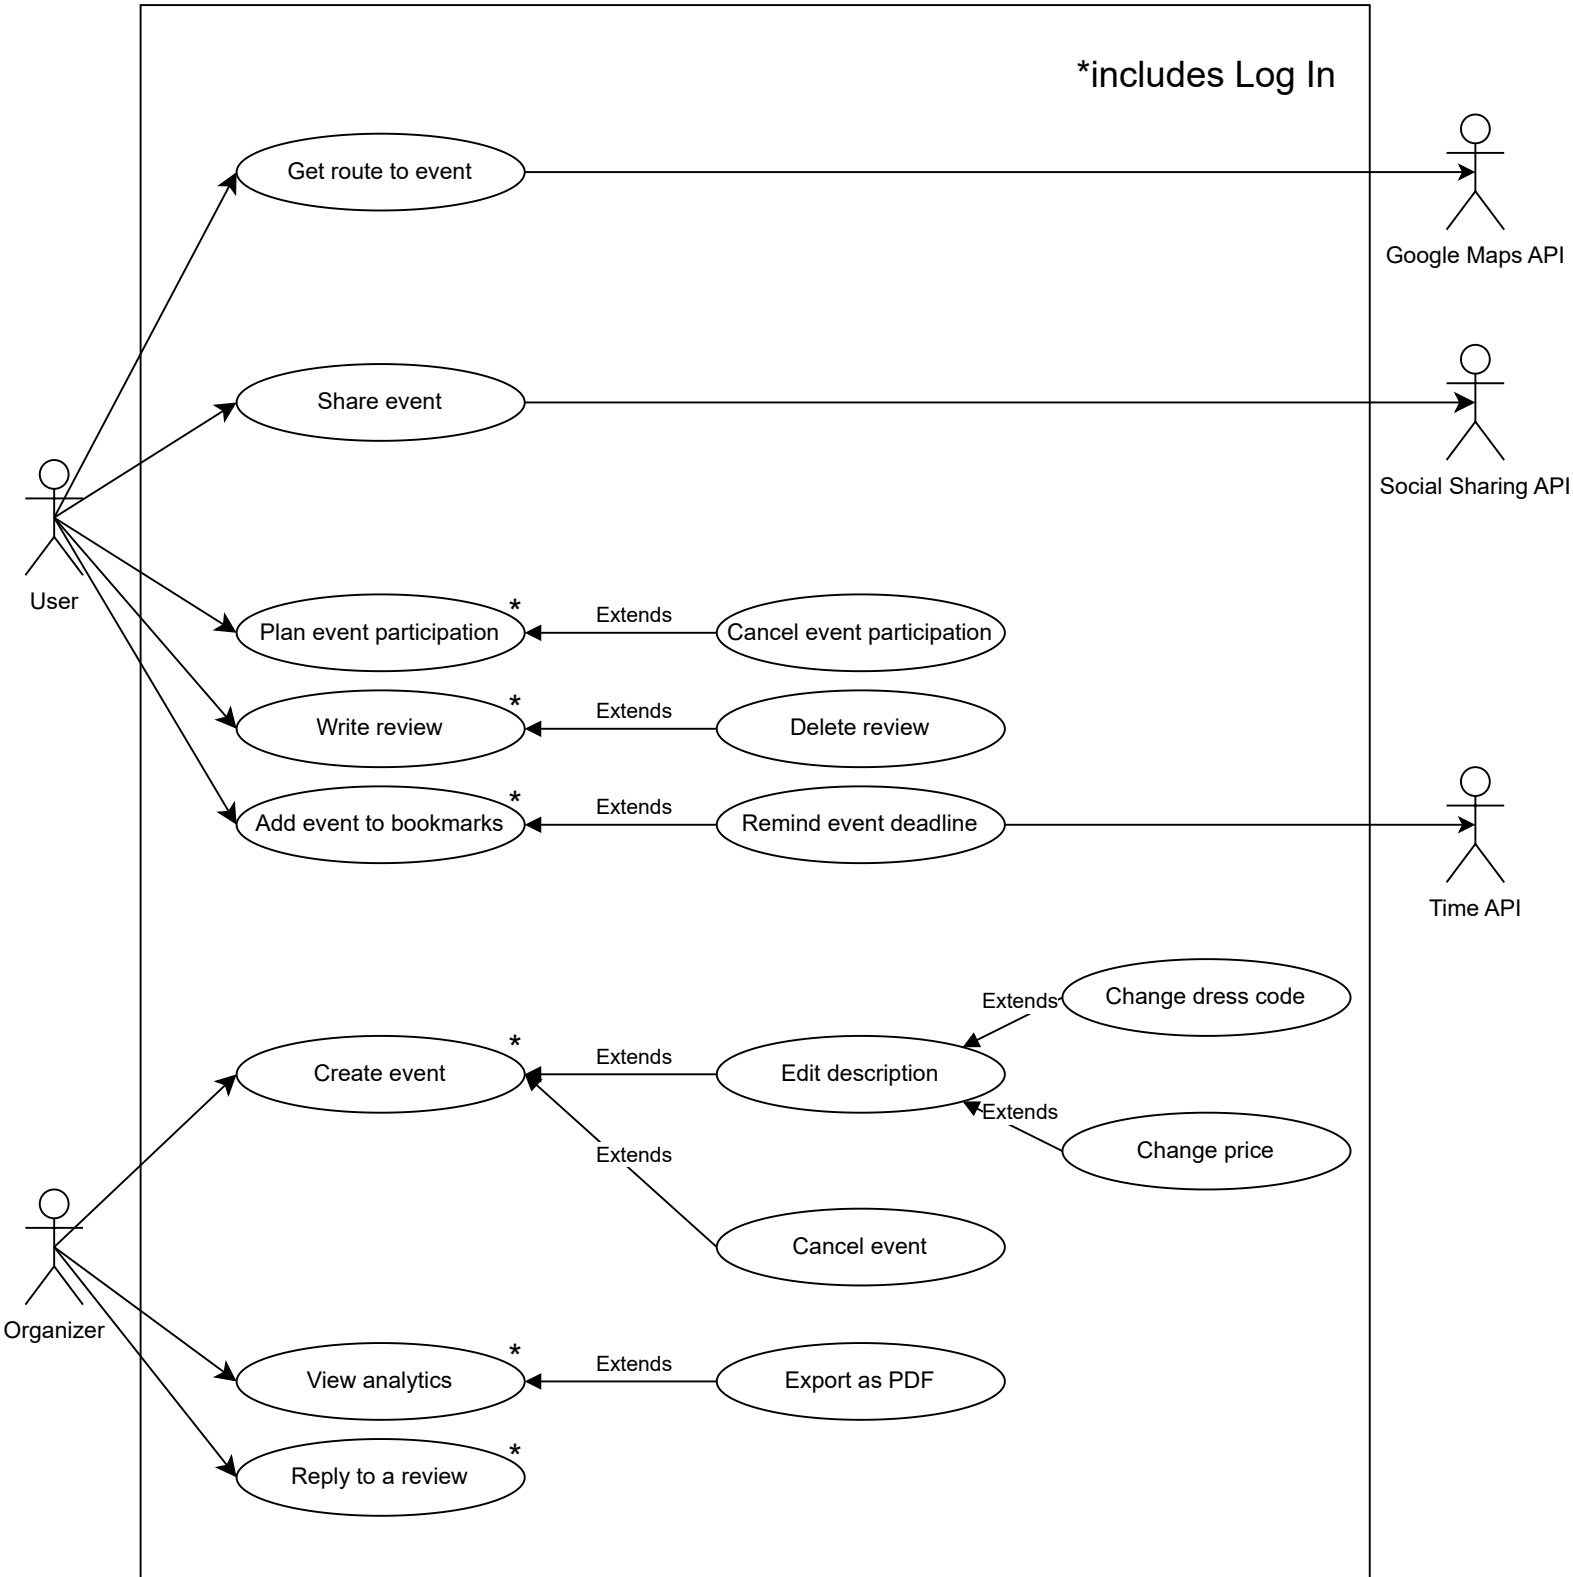 *includes Log In
Get route to event
Google Maps API
Share event
Social Sharing API
User
*
Plan event participation
Extends
Cancel event participation
*
Write review
Extends
Delete review
*
Add event to bookmarks
Extends
Remind event deadline
Time API
Extends
Change dress code
*
Create event
Extends
Edit description
Extends
Change price
Extends
Cancel event
Organizer
*
View analytics
Extends
Export as PDF
*
Reply to a review